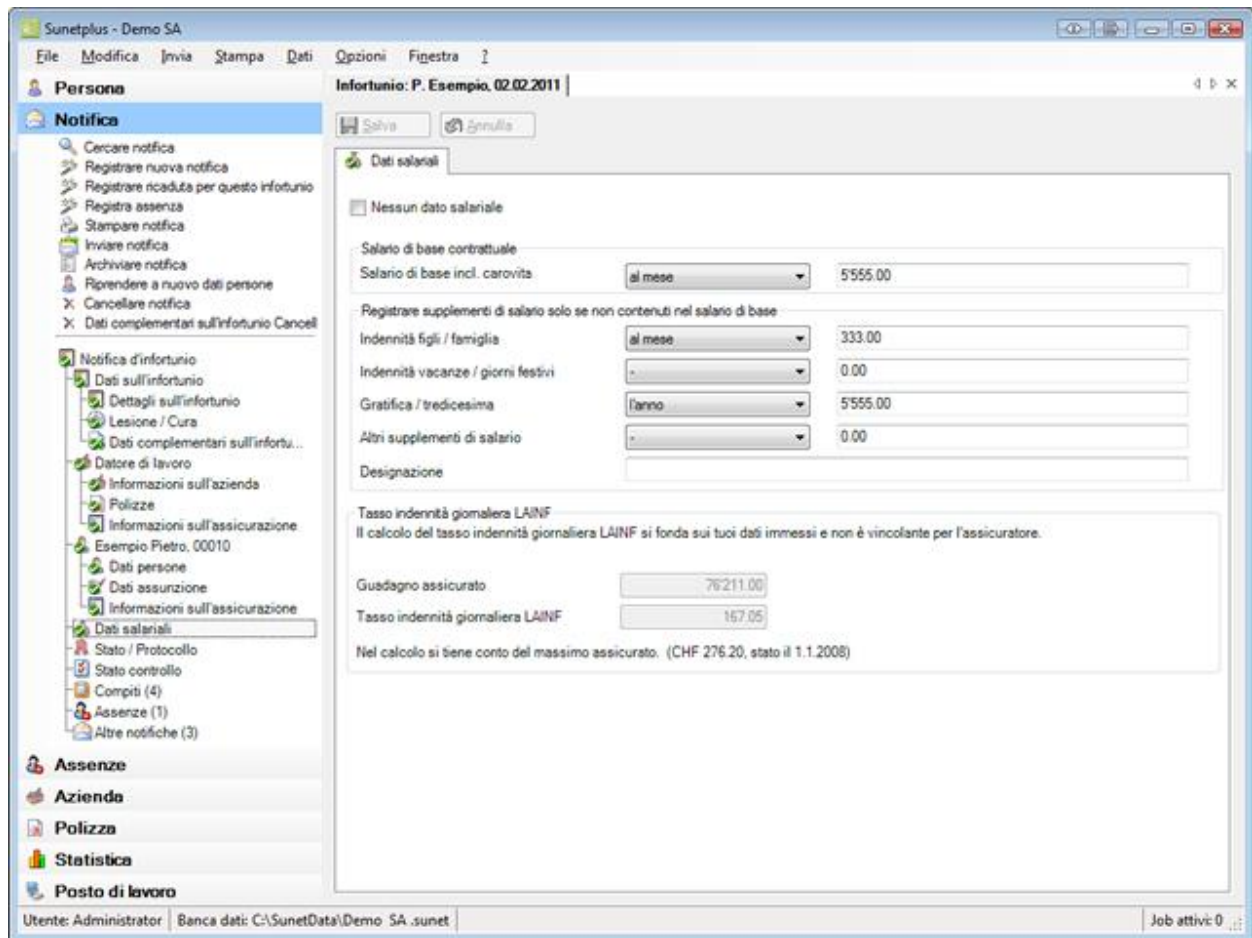 Sunetplus - Demo SA
File Modifica Invia Stampa Dati Opzioni Finestra ?
Persona
Notifica
Cercare notifica
Registrare nuova notifica
Registrare ricaduta per questo infortunio
Registra assenza
Stampare notifica
Inviare notifica
Archiviare notifica
Riprendere a nuovo dati persone
Cancellare notifica
Dati complementari sull'infortunio Cancell
Notifica d'infortunio
Dati sull'infortunio
Dettagli sull'infortunio
Lesione / Cura
Dati complementari sull'infortu...
Datore di lavoro
Informazioni sull'azienda
Polizze
Informazioni sull'assicurazione
Esempio Pietro, 00010
Dati persone
Dati assunzione
Informazioni sull'assicurazione
Dati salariali
Stato / Protocollo
Stato controllo
Compiti (4)
Assenze (1)
Altre notifiche (3)
Assenze
Azienda
Polizza
Statistica
Posto di lavoro
Infortunio: P. Esempio, 02.02.2011
Salva Annulla
Dati salariali
Nessun dato salariale
Salario di base contrattuale
Salario di base incl. carovita al mese 5'555.00
Registrare supplementi di salario solo se non contenuti nel salario di base
Indennità figli / famiglia al mese 333.00
Indennità vacanze / giorni festivi - 0.00
Gratifica / tredicesima l'anno 5'555.00
Altri supplementi di salario - 0.00
Designazione
Tasso indennità giornaliera LAINF
Il calcolo del tasso indennità giornaliera LAINF si fonda sui tuoi dati immessi e non è vincolante per l'assicuratore.
Guadagno assicurato 76'211.00
Tasso indennità giornaliera LAINF 167.05
Nel calcolo si tiene conto del massimo assicurato. (CHF 276.20, stato il 1.1.2008)
Utente: Administrator Banca dati: C:\SunetData\Demo SA .sunet Job attivi: 0